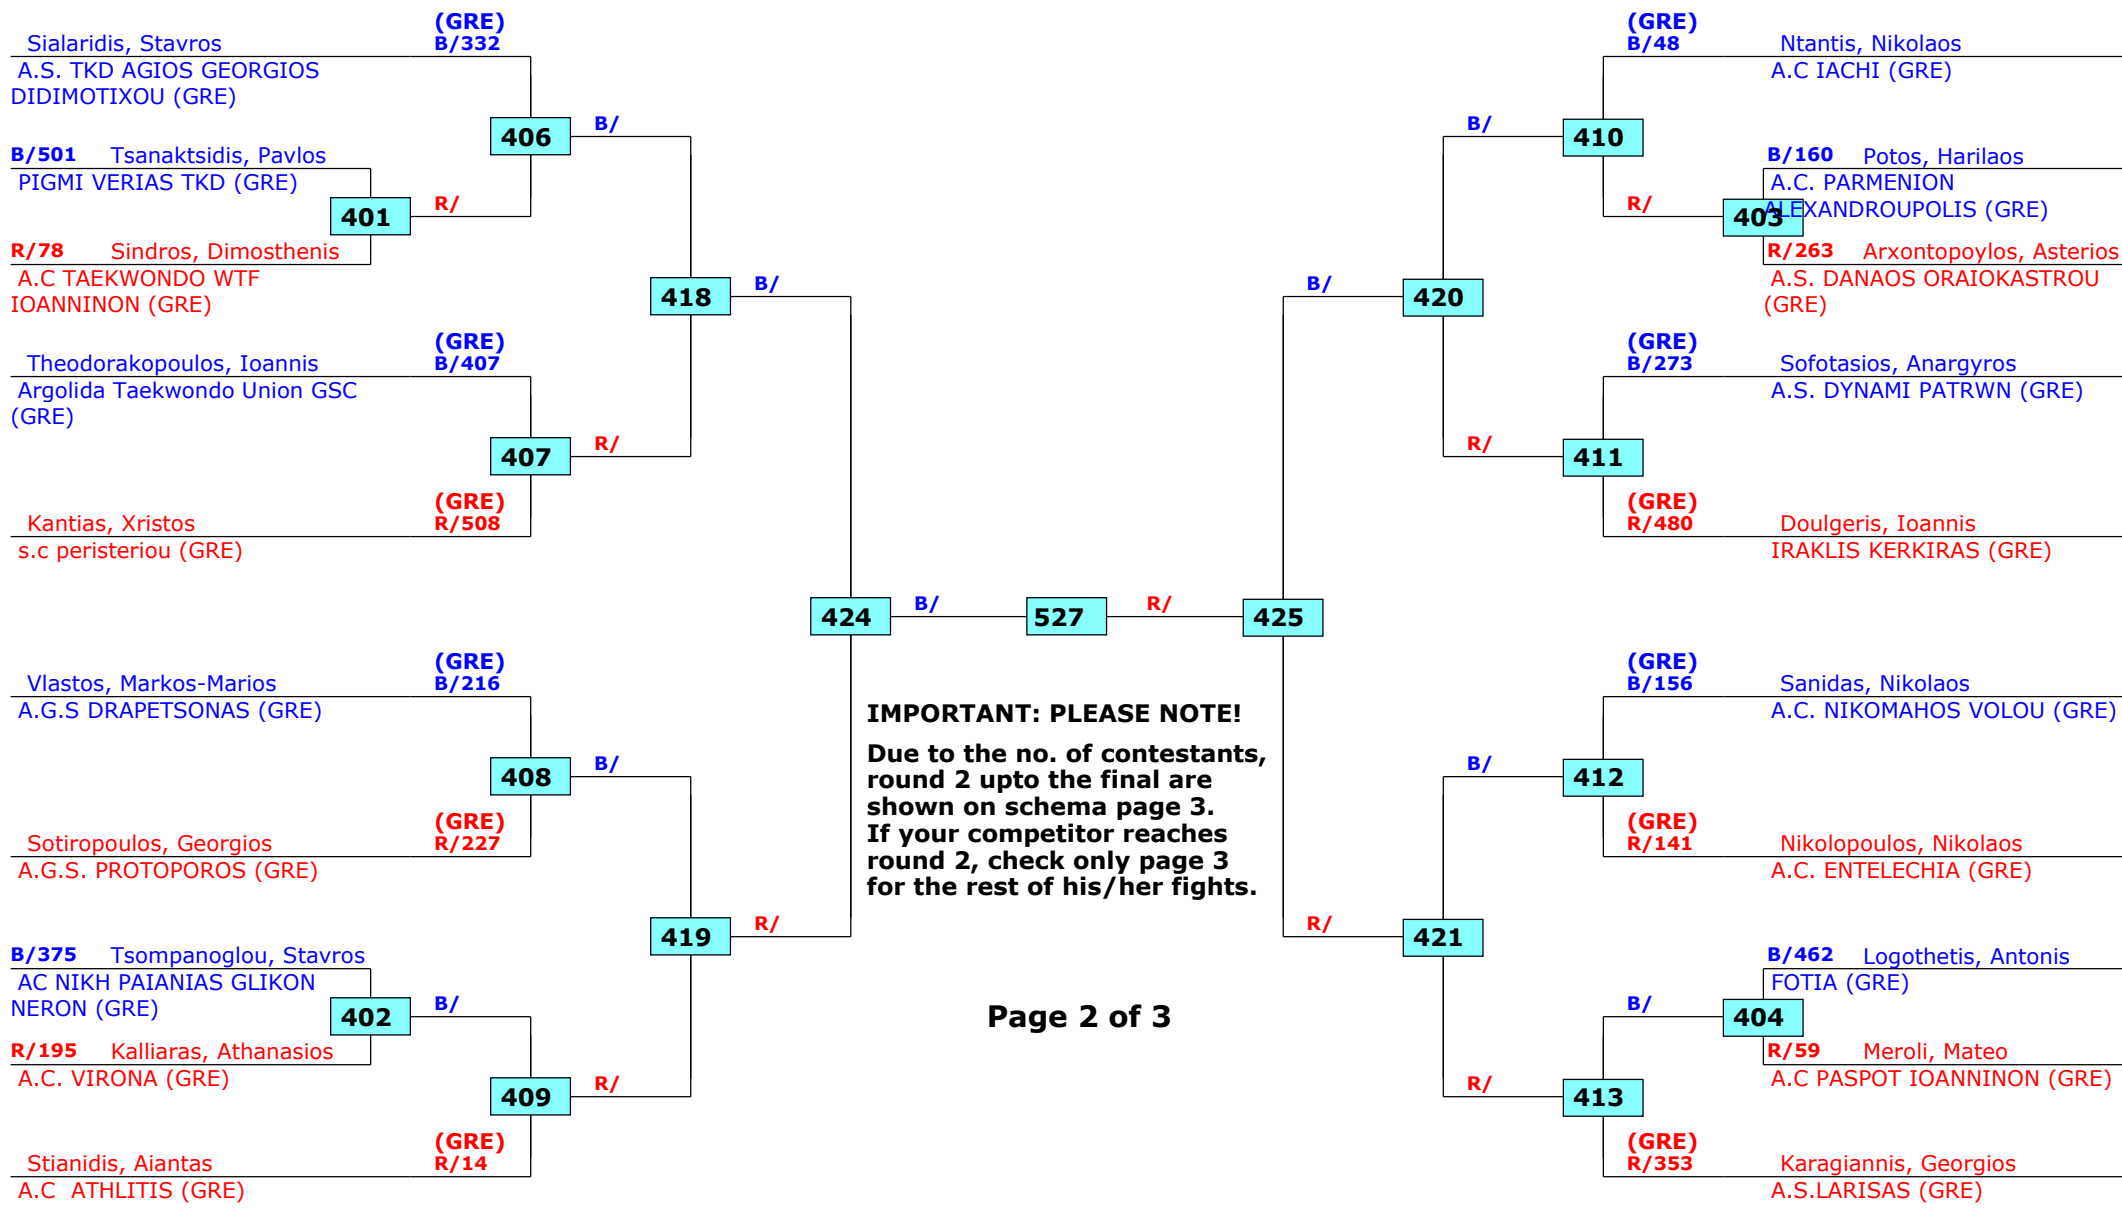 (GRE)
Sialaridis, Stavros B/332
A.S. TKD AGIOS GEORGIOS
DIDIMOTIXOU (GRE)
406 B/
B/501 Tsanaktsidis, Pavlos
PIGMI VERIAS TKD (GRE)
401 R/
R/78 Sindros, Dimosthenis
A.C TAEKWONDO WTF
IOANNINON (GRE)
418 B/
(GRE)
Theodorakopoulos, Ioannis B/407
Argolida Taekwondo Union GSC
(GRE)
407 R/
(GRE)
Kantias, Xristos R/508
s.c peristeriou (GRE)
424 B/ 527 R/ 425
(GRE)
Vlastos, Markos-Marios B/216
A.G.S DRAPETSONAS (GRE)
408 B/
(GRE)
Sotiropoulos, Georgios R/227
A.G.S. PROTOPOROS (GRE)
419 R/
B/375 Tsompanoglou, Stavros
AC NIKH PAIANIAS GLIKON
NERON (GRE)
402 B/
R/195 Kalliaras, Athanasios
A.C. VIRONA (GRE)
409 R/
(GRE)
Stianidis, Aiantas R/14
A.C ATHLITIS (GRE)
IMPORTANT: PLEASE NOTE!
Due to the no. of contestants,
round 2 upto the final are
shown on schema page 3.
If your competitor reaches
round 2, check only page 3
for the rest of his/her fights.
Page 2 of 3
(GRE)
B/48 Ntantis, Nikolaos
A.C IACHI (GRE)
B/ 410
B/160 Potos, Harilaos
A.C. PARMENION
ALEXANDROUPOLIS (GRE)
R/ 403
R/263 Arxontopoylos, Asterios
A.S. DANAOS ORAIOKASTROU
(GRE)
B/ 420
(GRE)
B/273 Sofotasios, Anargyros
A.S. DYNAMI PATRWN (GRE)
R/ 411
(GRE)
R/480 Doulgeris, Ioannis
IRAKLIS KERKIRAS (GRE)
(GRE)
B/156 Sanidas, Nikolaos
A.C. NIKOMAHOS VOLOU (GRE)
B/ 412
(GRE)
R/141 Nikolopoulos, Nikolaos
A.C. ENTELECHIA (GRE)
R/ 421
B/462 Logothetis, Antonis
FOTIA (GRE)
B/ 404
R/59 Meroli, Mateo
A.C PASPOT IOANNINON (GRE)
R/ 413
(GRE)
R/353 Karagiannis, Georgios
A.S.LARISAS (GRE)